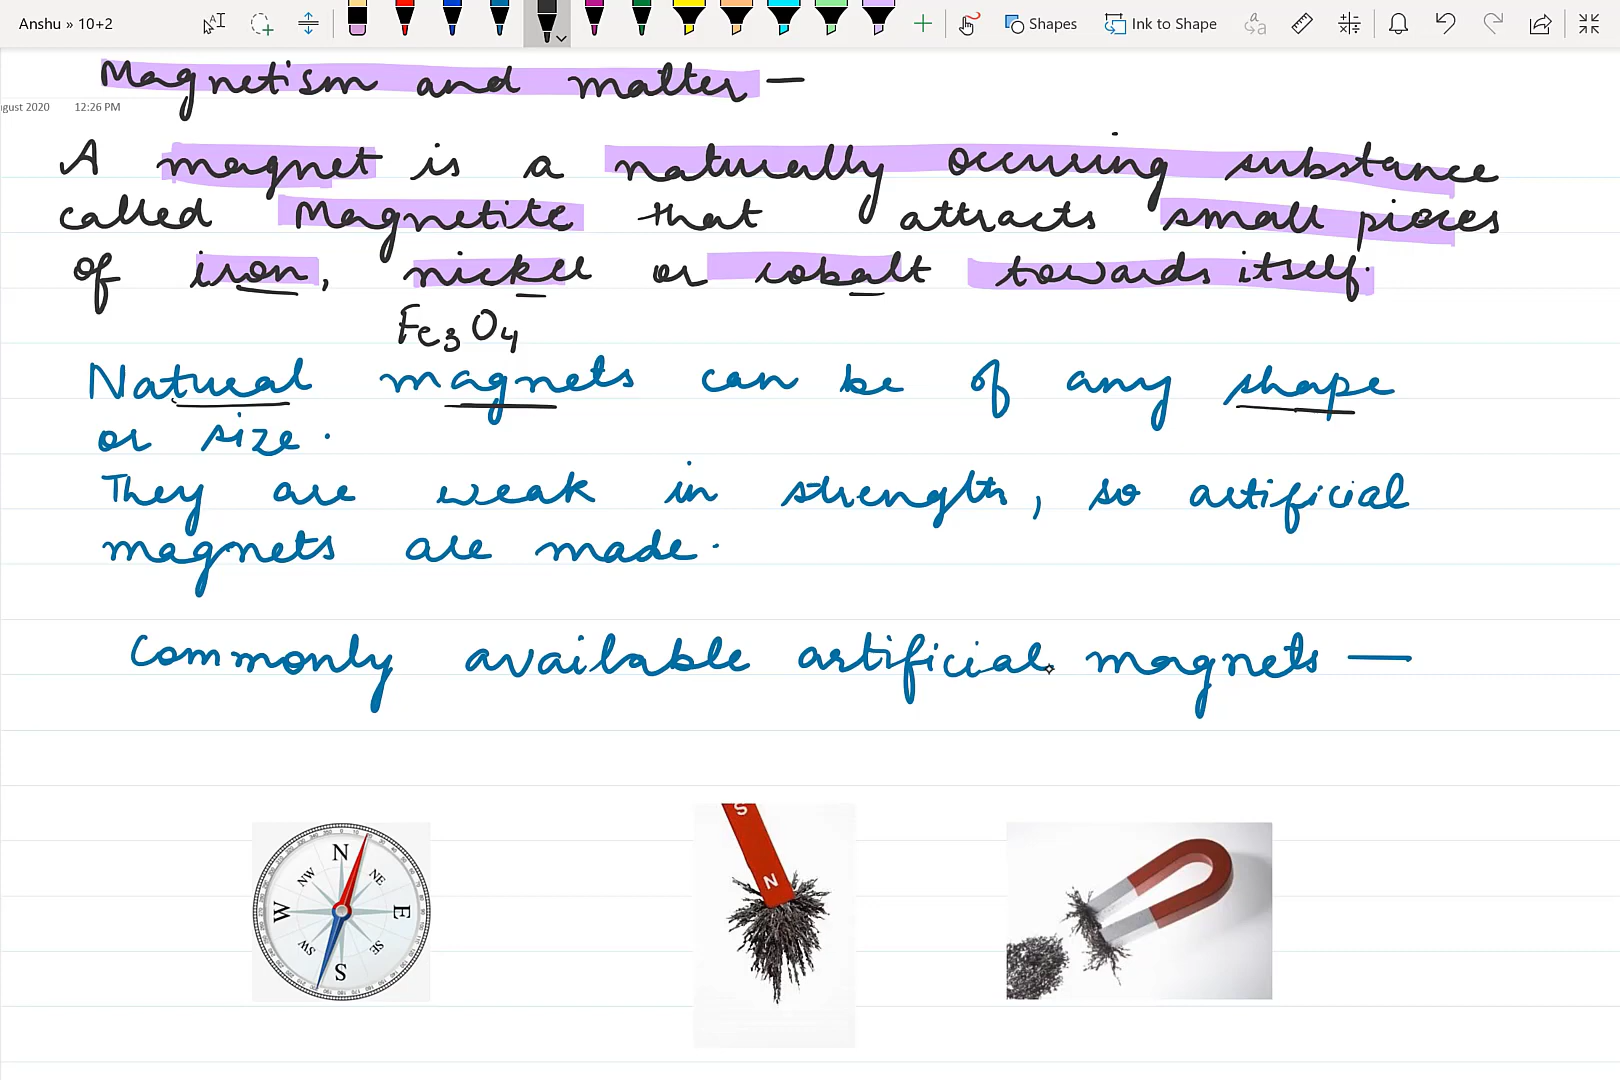 Anshu » 10+2
Shapes
Ink to Shape
Magnetism and matter —
gust 2020 12:26 PM
A magnet is a naturally occuring substance
called Magnetite that attracts small pieces
of iron, nickel or cobalt towards itself.
Fe3O4
Natural magnets can be of any shape
or size.
They are weak in strength, so artificial
magnets are made.
Commonly available artificial magnets —
N
NW NE
W E
SW SE
S
S
N